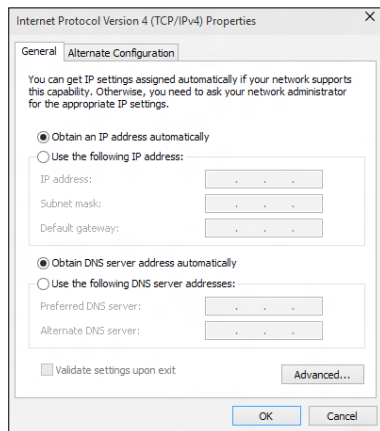 Internet Protocol Version 4 (TCP/IPv4) Properties
General
Alternate Configuration
You can get IP settings assigned automatically if your network supports
this capability. Otherwise, you need to ask your network administrator
for the appropriate IP settings.
Obtain an IP address automatically
Use the following IP address:
IP address:
Subnet mask:
Default gateway:
Obtain DNS server address automatically
Use the following DNS server addresses:
Preferred DNS server:
Alternate DNS server:
Validate settings upon exit
Advanced...
OK
Cancel